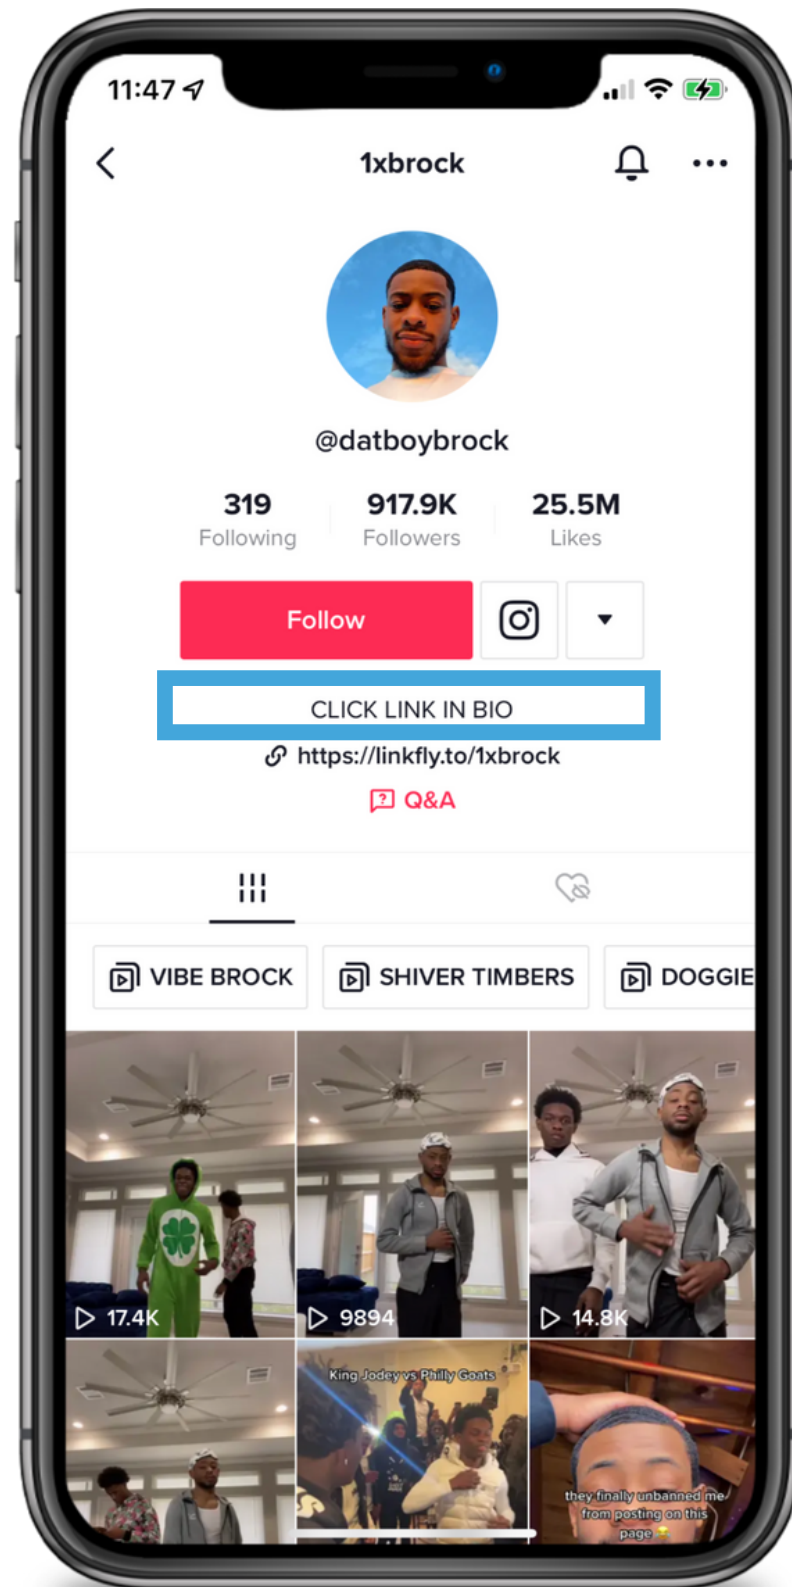 11:47
1xbrock
@datboybrock
319 917.9K 25.5M
Following Followers Likes
Follow
CLICK LINK IN BIO
https://linkfly.to/1xbrock
Q&A
VIBE BROCK SHIVER TIMBERS DOGGIE
17.4K 9894 14.8K
King Jodey vs Philly Goats
they finally unbanned me
from posting on this
page 😂